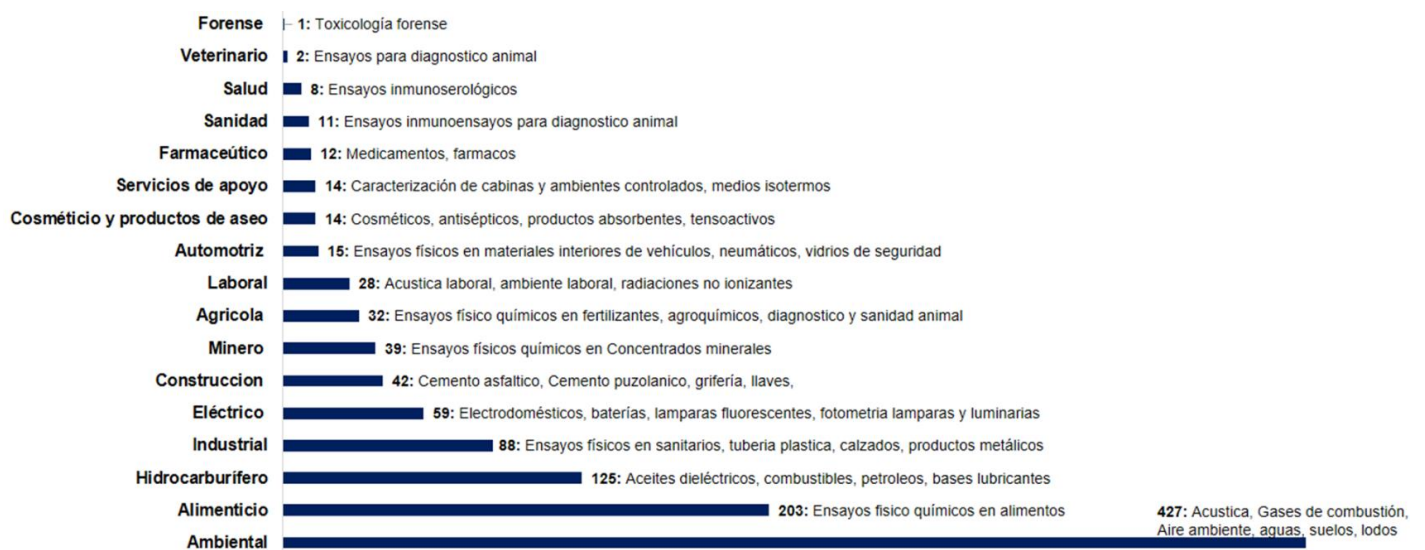 Forense 1: Toxicología forense
Veterinario 2: Ensayos para diagnostico animal
Salud 8: Ensayos inmunoserológicos
Sanidad 11: Ensayos inmunoensayos para diagnostico animal
Farmaceútico 12: Medicamentos, farmacos
Servicios de apoyo 14: Caracterización de cabinas y ambientes controlados, medios isotermos
Cosméticio y productos de aseo 14: Cosméticos, antisépticos, productos absorbentes, tensoactivos
Automotriz 15: Ensayos físicos en materiales interiores de vehículos, neumáticos, vidrios de seguridad
Laboral 28: Acustica laboral, ambiente laboral, radiaciones no ionizantes
Agricola 32: Ensayos físico químicos en fertilizantes, agroquímicos, diagnostico y sanidad animal
Minero 39: Ensayos físicos químicos en Concentrados minerales
Construccion 42: Cemento asfaltico, Cemento puzolanico, grifería, llaves,
Eléctrico 59: Electrodomésticos, baterías, lamparas fluorescentes, fotometria lamparas y luminarias
Industrial 88: Ensayos físicos en sanitarios, tuberia plastica, calzados, productos metálicos
Hidrocarburífero 125: Aceites dieléctricos, combustibles, petroleos, bases lubricantes
Alimenticio 203: Ensayos fisico químicos en alimentos
Ambiental 427: Acustica, Gases de combustión,
Aire ambiente, aguas, suelos, lodos